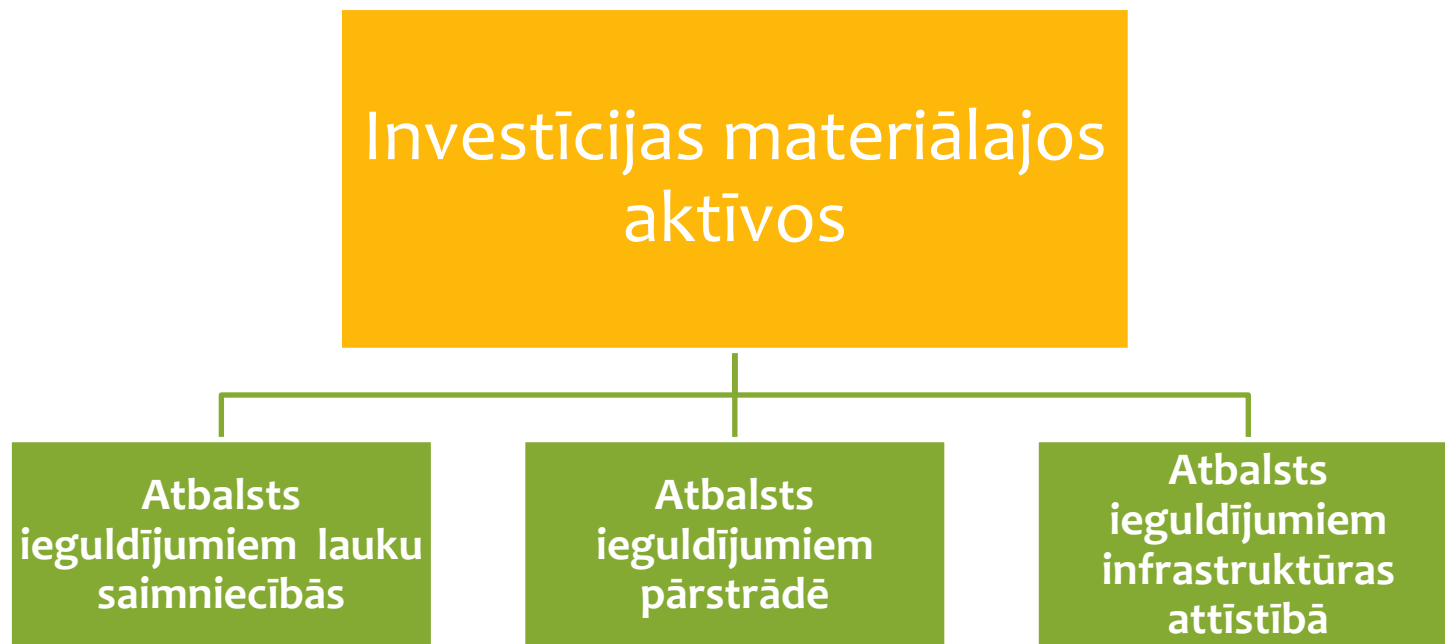 Investīcijas materiālajos
aktīvos
Atbalsts
ieguldījumiem lauku
saimniecībās
Atbalsts
ieguldījumiem
pārstrādē
Atbalsts
ieguldījumiem
infrastruktūras
attīstībā